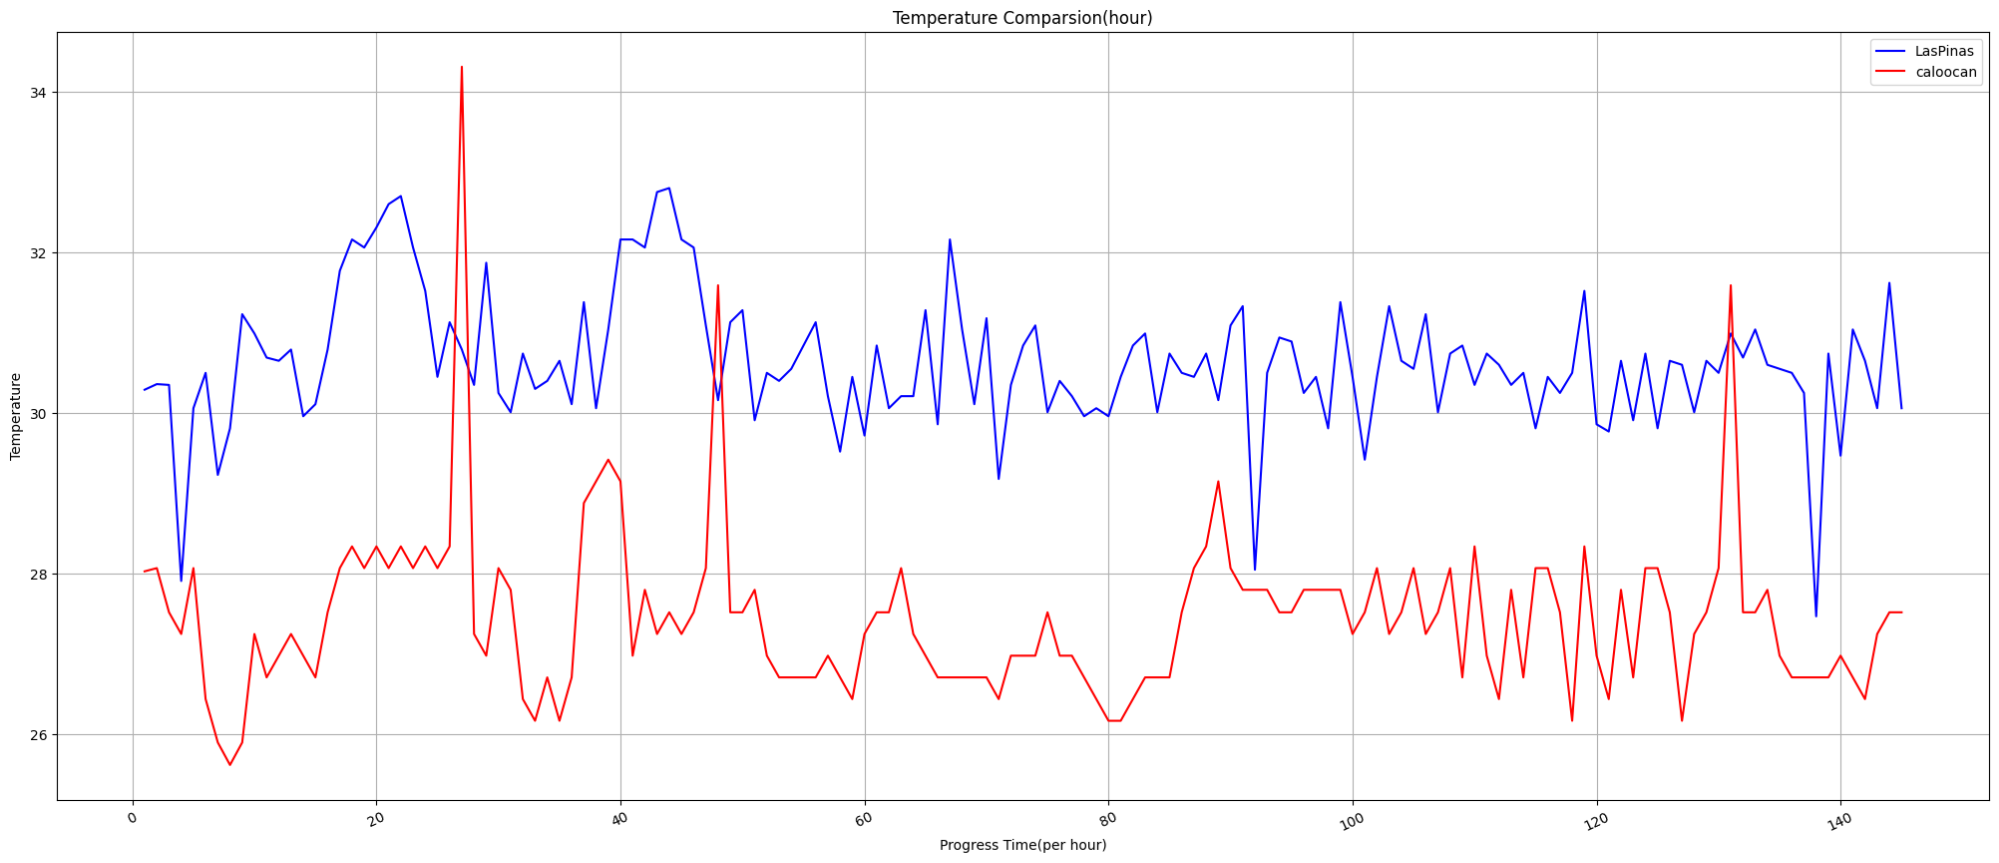 Temperature Comparsion(hour)
LasPinas
caloocan
Temperature
34
32
30
28
26
0 20 40 60 80 100 120 140
Progress Time(per hour)